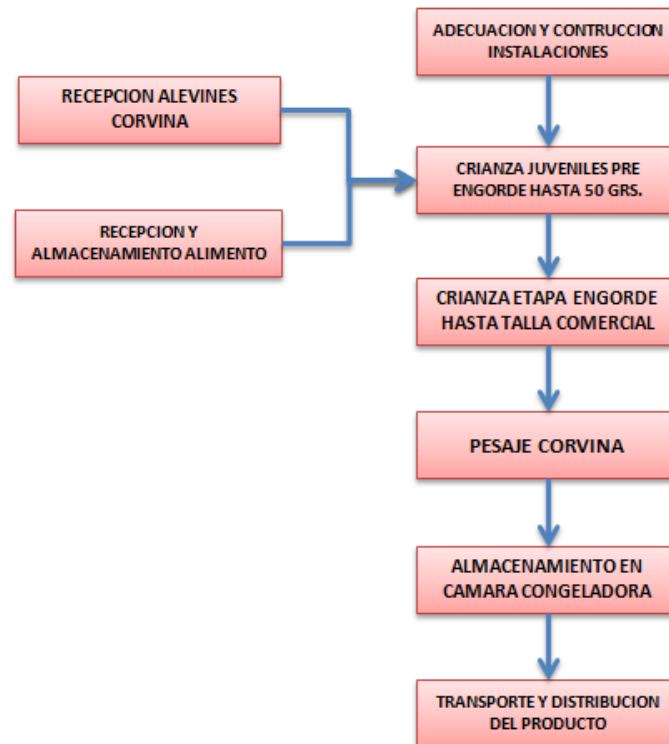 ADECUACION Y CONTRUCCION
INSTALACIONES
RECEPCION ALEVINES
CORVINA
CRIANZA JUVENILES PRE
ENGORDE HASTA 50 GRS.
RECEPCION Y
ALMACENAMIENTO ALIMENTO
CRIANZA ETAPA ENGORDE
HASTA TALLA COMERCIAL
PESAJE CORVINA
ALMACENAMIENTO EN
CAMARA CONGELADORA
TRANSPORTE Y DISTRIBUCION
DEL PRODUCTO